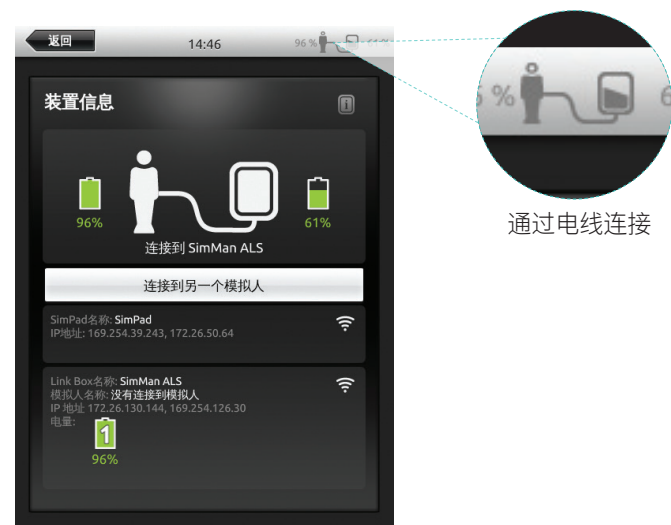 返回
14:46
96 %
61 %
装置信息
96%
61%
连接到 SimMan ALS
连接到另一个模拟人
SimPad名称: SimPad
IP地址: 169.254.39.243, 172.26.50.64
Link Box名称: SimMan ALS
模拟人名称: 没有连接到模拟人
IP 地址 172.26.130.144, 169.254.126.30
电量:
1
96%
6 %
6
通过电线连接